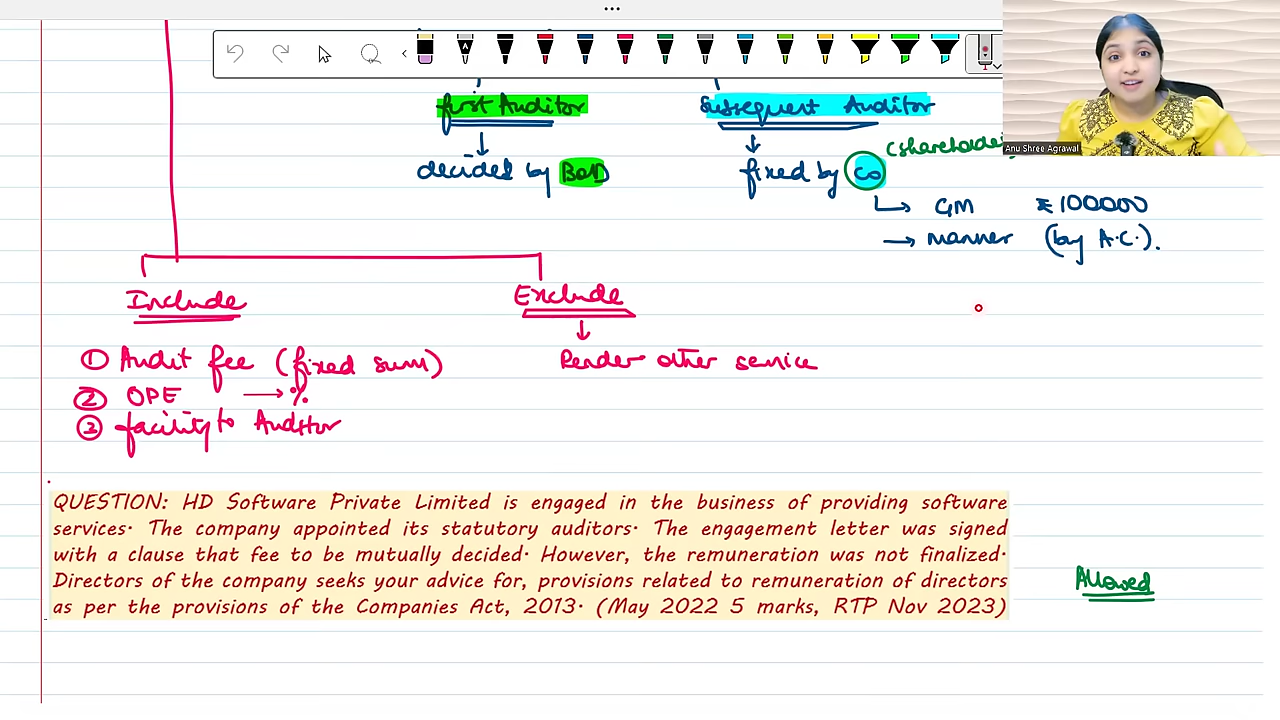 first Auditor
Subsequent Auditor
decided by BOD
fixed by Co
GM ₹100000
→ manner (by A.C.).
Anu Shree Agrawal
Include
Exclude
① Audit fee (fixed sum)
Render other service
② OPE → %
③ facility to Auditor
QUESTION: HD Software Private Limited is engaged in the business of providing software
services. The company appointed its statutory auditors. The engagement letter was signed
with a clause that fee to be mutually decided. However, the remuneration was not finalized.
Directors of the company seeks your advice for, provisions related to remuneration of directors
as per the provisions of the Companies Act, 2013. (May 2022 5 marks, RTP Nov 2023)
Allowed